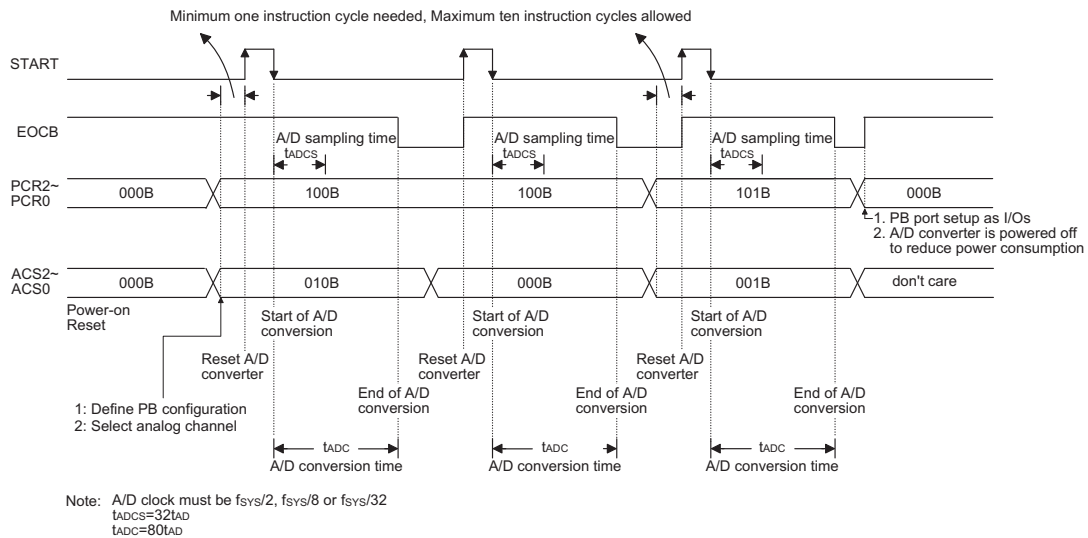 Minimum one instruction cycle needed, Maximum ten instruction cycles allowed
START
EOCB
A/D sampling time
tADCS
A/D sampling time
tADCS
A/D sampling time
tADCS
PCR2~
PCR0
000B
100B
100B
101B
000B
1. PB port setup as I/Os
2. A/D converter is powered off
to reduce power consumption
ACS2~
ACS0
000B
010B
000B
001B
don't care
Power-on
Reset
Start of A/D
conversion
Start of A/D
conversion
Start of A/D
conversion
Reset A/D
converter
Reset A/D
converter
Reset A/D
converter
End of A/D
conversion
End of A/D
conversion
End of A/D
conversion
1: Define PB configuration
2: Select analog channel
tADC
A/D conversion time
tADC
A/D conversion time
tADC
A/D conversion time
Note: A/D clock must be fSYS/2, fSYS/8 or fSYS/32
tADCS=32tAD
tADC=80tAD